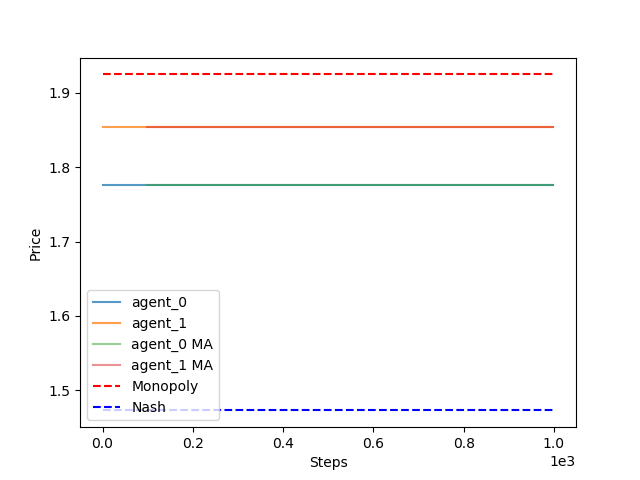 1.9
1.8
1.7
1.6
1.5
Price
agent_0
agent_1
agent_0 MA
agent_1 MA
Monopoly
Nash
0.0 0.2 0.4 0.6 0.8 1.0
Steps
1e3